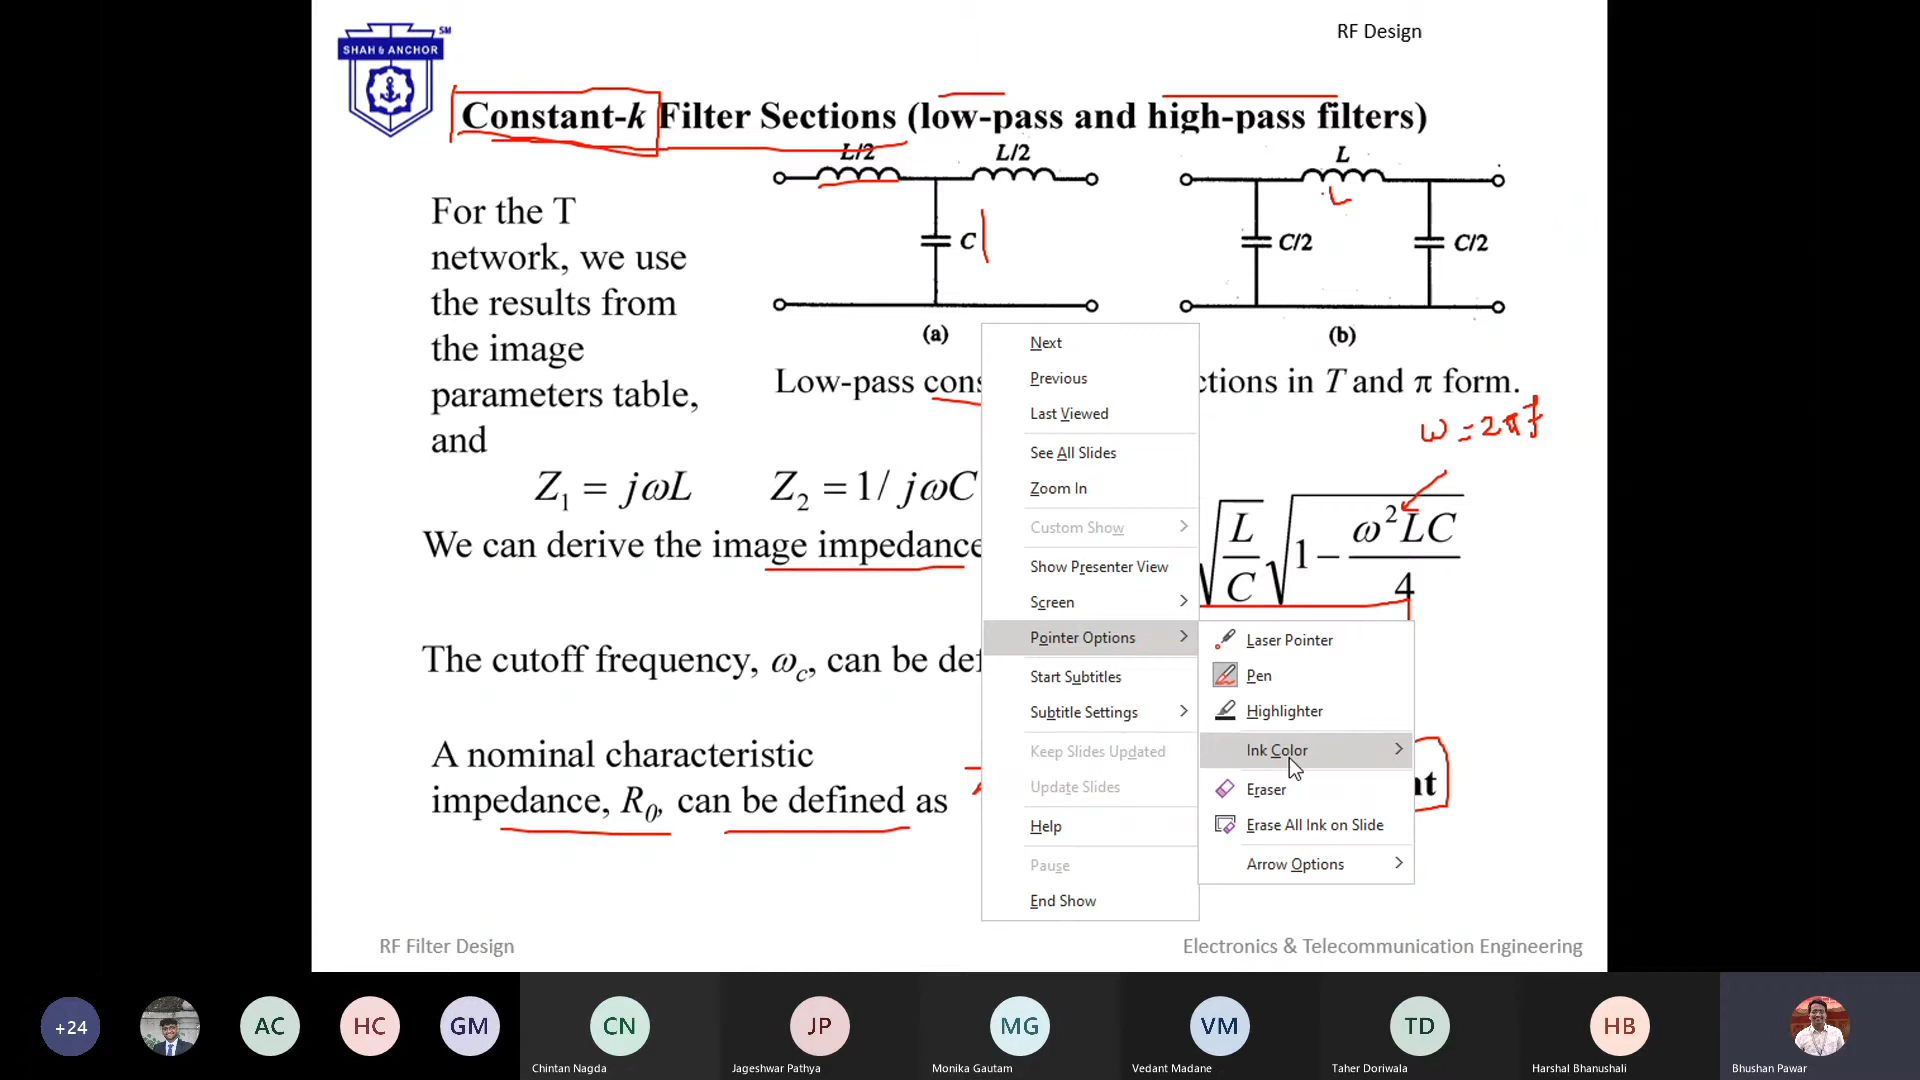 SHAH & ANCHOR
SM
RF Design
Constant-k Filter Sections (low-pass and high-pass filters)
L/2
L/2
L
C
C/2
C/2
L
(a)
(b)
For the T
network, we use
the results from
the image
parameters table,
and
Low-pass cons
ctions in T and π form.
ω = 2πf
Z1 = jωL
Z2 = 1/ jωC
√L/C √1 − ω²LC/4
We can derive the image impedance
The cutoff frequency, ωc, can be def
A nominal characteristic
impedance, R0, can be defined as
nt
Next
Previous
Last Viewed
See All Slides
Zoom In
Custom Show
Show Presenter View
Screen
Pointer Options
Start Subtitles
Subtitle Settings
Keep Slides Updated
Update Slides
Help
Pause
End Show
Laser Pointer
Pen
Highlighter
Ink Color
Eraser
Erase All Ink on Slide
Arrow Options
RF Filter Design
Electronics & Telecommunication Engineering
+24
AC
HC
GM
CN
JP
MG
VM
TD
HB
Chintan Nagda
Jageshwar Pathya
Monika Gautam
Vedant Madane
Taher Doriwala
Harshal Bhanushali
Bhushan Pawar